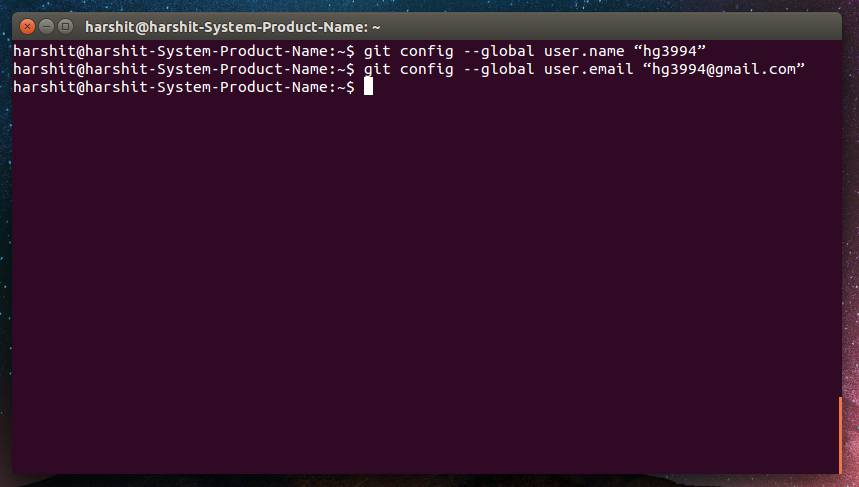 harshit@harshit-System-Product-Name: ~
harshit@harshit-System-Product-Name:~$ git config --global user.name “hg3994”
harshit@harshit-System-Product-Name:~$ git config --global user.email “hg3994@gmail.com”
harshit@harshit-System-Product-Name:~$